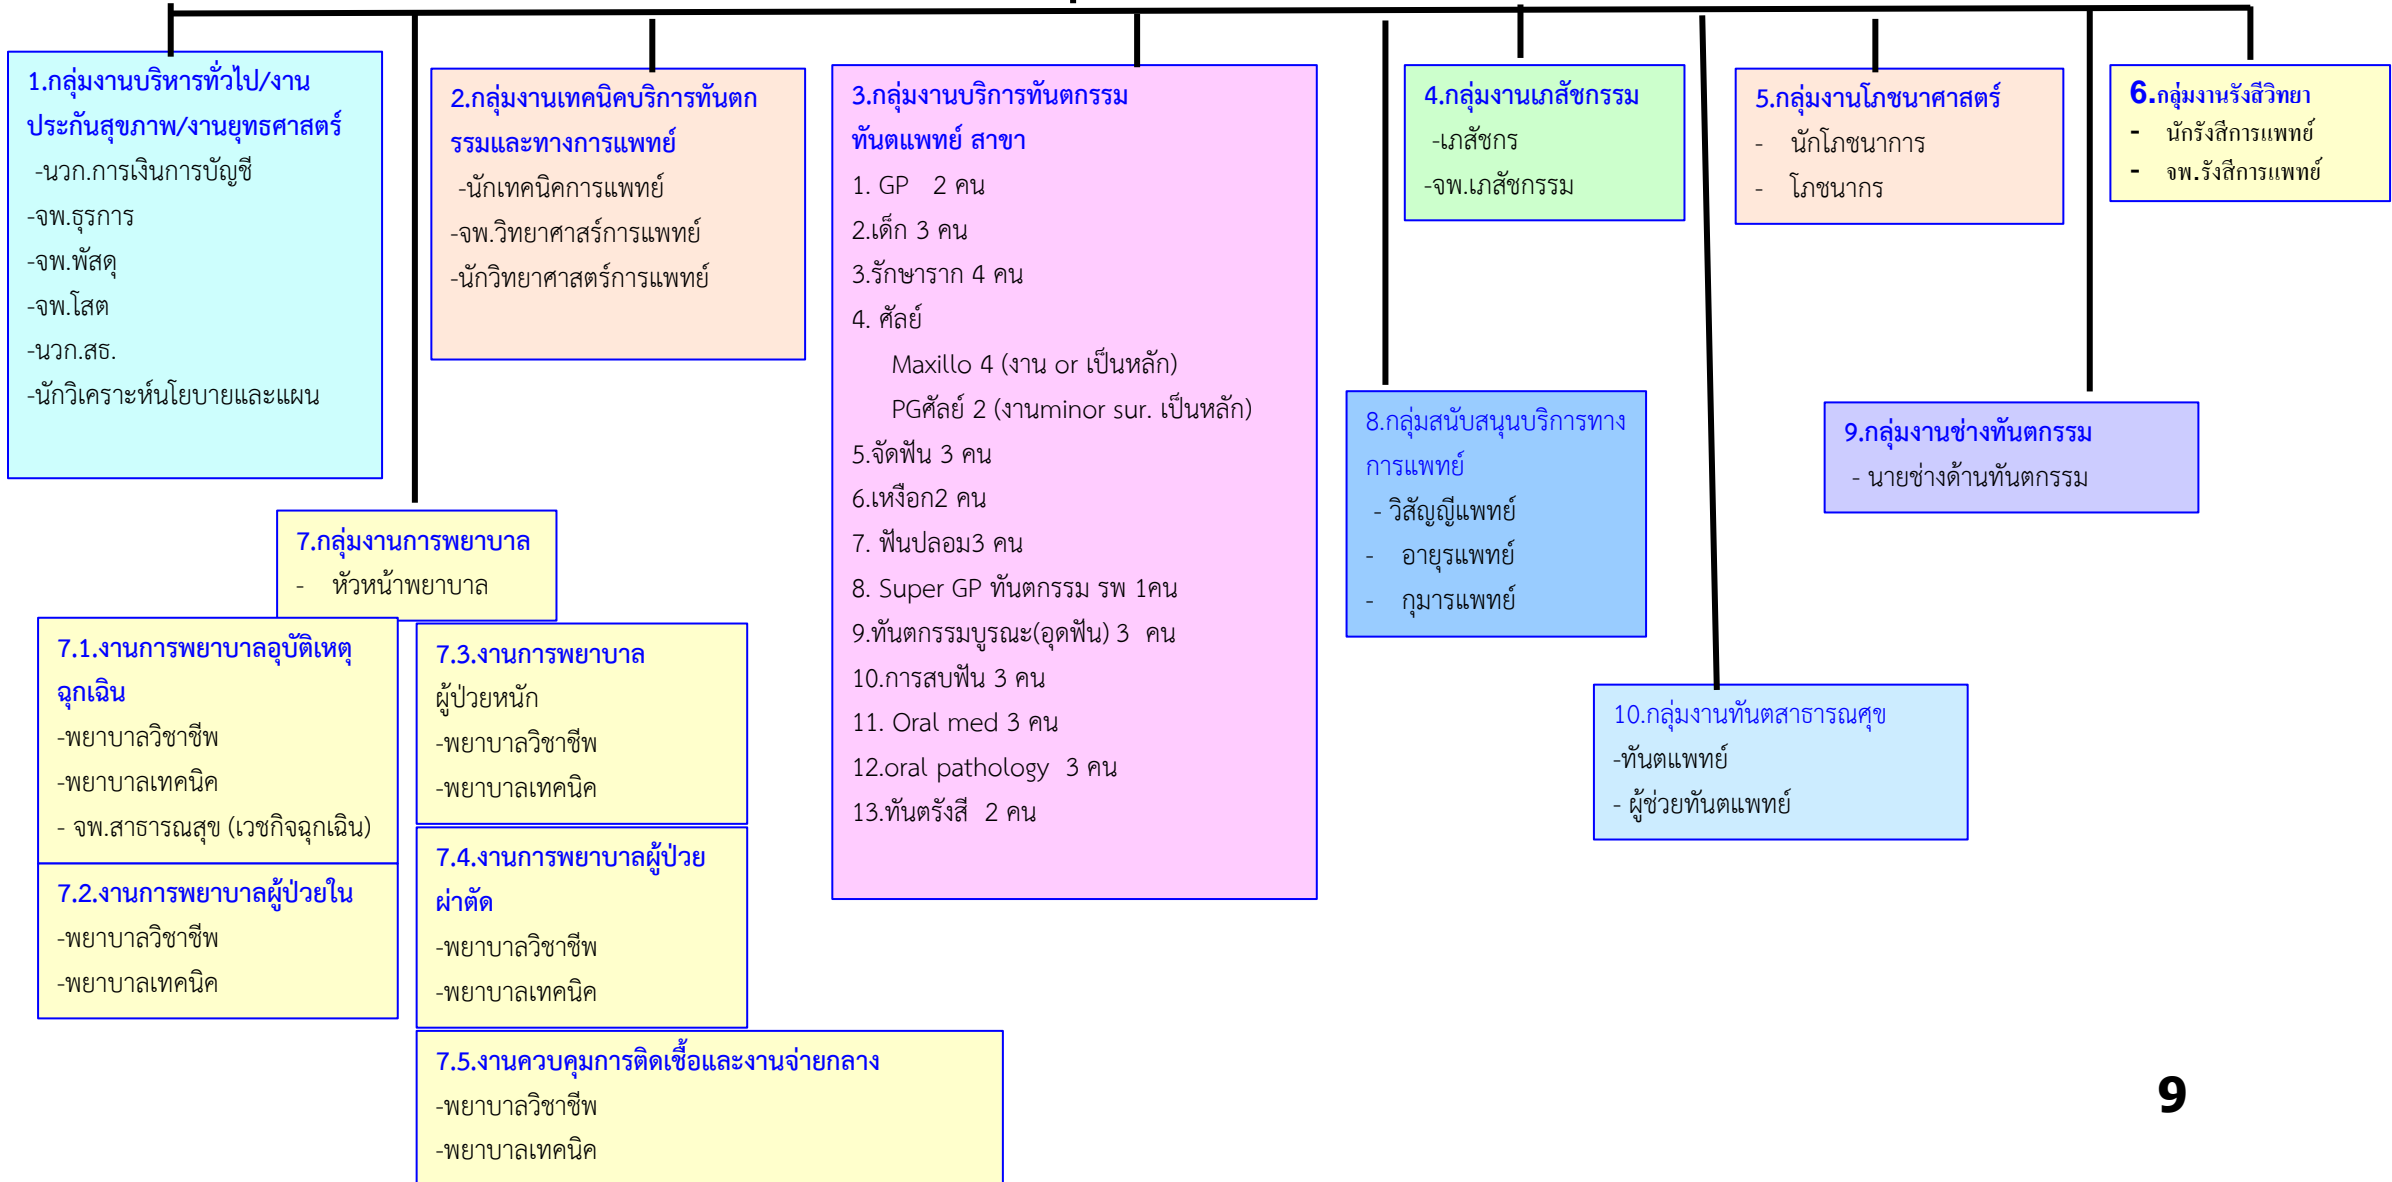 1.กลุ่มงานบริหารทั่วไป/งาน
ประกันสุขภาพ/งานยุทธศาสตร์
-นวก.การเงินการบัญชี
-จพ.ธุรการ
-จพ.พัสดุ
-จพ.โสต
-นวก.สธ.
-นักวิเคราะห์นโยบายและแผน
2.กลุ่มงานเทคนิคบริการทันตก
รรมและทางการแพทย์
-นักเทคนิคการแพทย์
-จพ.วิทยาศาสร์การแพทย์
-นักวิทยาศาสตร์การแพทย์
3.กลุ่มงานบริการทันตกรรม
ทันตแพทย์ สาขา
1. GP 2 คน
2.เด็ก 3 คน
3.รักษาราก 4 คน
4. ศัลย์
Maxillo 4 (งาน or เป็นหลัก)
PGศัลย์ 2 (งานminor sur. เป็นหลัก)
5.จัดฟัน 3 คน
6.เหงือก2 คน
7. ฟันปลอม3 คน
8. Super GP ทันตกรรม รพ 1คน
9.ทันตกรรมบูรณะ(อุดฟัน) 3 คน
10.การสบฟัน 3 คน
11. Oral med 3 คน
12.oral pathology 3 คน
13.ทันตรังสี 2 คน
4.กลุ่มงานเภสัชกรรม
-เภสัชกร
-จพ.เภสัชกรรม
5.กลุ่มงานโภชนาศาสตร์
- นักโภชนาการ
- โภชนากร
6.กลุ่มงานรังสีวิทยา
- นักรังสีการแพทย์
- จพ.รังสีการแพทย์
7.กลุ่มงานการพยาบาล
- หัวหน้าพยาบาล
7.1.งานการพยาบาลอุบัติเหตุ
ฉุกเฉิน
-พยาบาลวิชาชีพ
-พยาบาลเทคนิค
- จพ.สาธารณสุข (เวชกิจฉุกเฉิน)
7.2.งานการพยาบาลผู้ป่วยใน
-พยาบาลวิชาชีพ
-พยาบาลเทคนิค
7.3.งานการพยาบาล
ผู้ป่วยหนัก
-พยาบาลวิชาชีพ
-พยาบาลเทคนิค
7.4.งานการพยาบาลผู้ป่วย
ผ่าตัด
-พยาบาลวิชาชีพ
-พยาบาลเทคนิค
7.5.งานควบคุมการติดเชื้อและงานจ่ายกลาง
-พยาบาลวิชาชีพ
-พยาบาลเทคนิค
8.กลุ่มสนับสนุนบริการทาง
การแพทย์
- วิสัญญีแพทย์
- อายุรแพทย์
- กุมารแพทย์
9.กลุ่มงานช่างทันตกรรม
- นายช่างด้านทันตกรรม
10.กลุ่มงานทันตสาธารณศุข
-ทันตแพทย์
- ผู้ช่วยทันตแพทย์
9